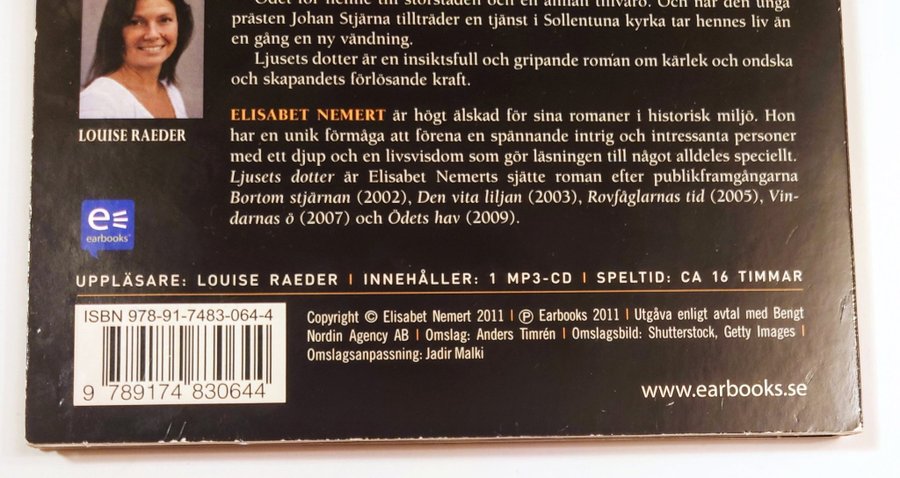 Ödet för henne till storstaden och en annan tillvaro. Och när den unga
prästen Johan Stjärna tillträder en tjänst i Sollentuna kyrka tar hennes liv än
en gång en ny vändning.
Ljusets dotter är en insiktsfull och gripande roman om kärlek och ondska
och skapandets förlösande kraft.
LOUISE RAEDER
ELISABET NEMERT är högt älskad för sina romaner i historisk miljö. Hon
har en unik förmåga att förena en spännande intrig och intressanta personer
med ett djup och en livsvisdom som gör läsningen till något alldeles speciellt.
Ljusets dotter är Elisabet Nemerts sjätte roman efter publikframgångarna
Bortom stjärnan (2002), Den vita liljan (2003), Rovfåglarnas tid (2005), Vin-
darnas ö (2007) och Ödets hav (2009).
e
earbooks
UPPLÄSARE: LOUISE RAEDER | INNEHÅLLER: 1 MP3-CD | SPELTID: CA 16 TIMMAR
ISBN 978-91-7483-064-4
9 789174 830644
Copyright © Elisabet Nemert 2011 | ℗ Earbooks 2011 | Utgåva enligt avtal med Bengt
Nordin Agency AB | Omslag: Anders Timrén | Omslagsbild: Shutterstock, Getty Images |
Omslagsanpassning: Jadir Malki
www.earbooks.se